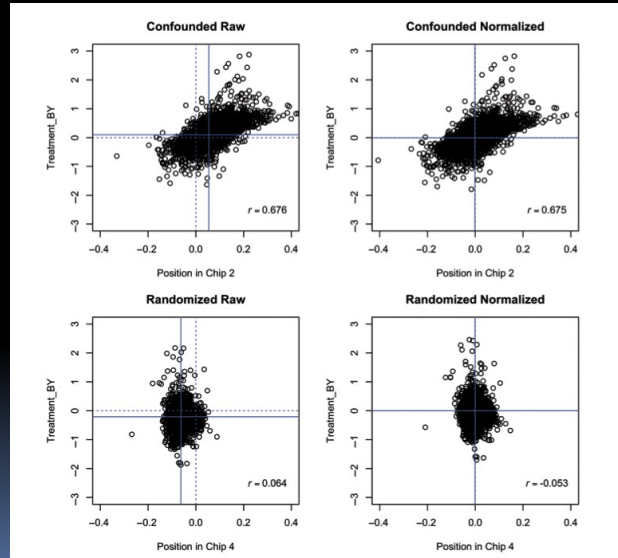 Confounded Raw
Treatment_BY
3
2
1
0
−1
−2
−3
r = 0.676
−0.4 −0.2 0.0 0.2 0.4
Position in Chip 2
Confounded Normalized
Treatment_BY
3
2
1
0
−1
−2
−3
r = 0.675
−0.4 −0.2 0.0 0.2 0.4
Position in Chip 2
Randomized Raw
Treatment_BY
3
2
1
0
−1
−2
−3
r = 0.064
−0.4 −0.2 0.0 0.2 0.4
Position in Chip 4
Randomized Normalized
Treatment_BY
3
2
1
0
−1
−2
−3
r = -0.053
−0.4 −0.2 0.0 0.2 0.4
Position in Chip 4